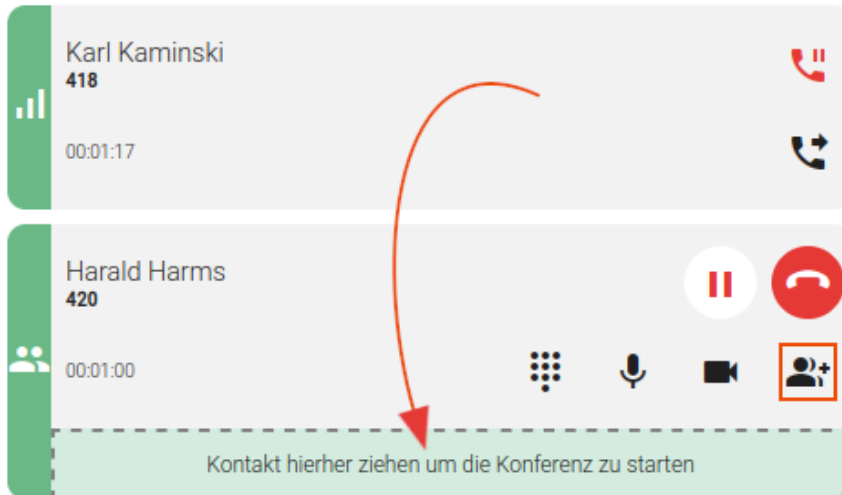 Karl Kaminski
418
00:01:17
Harald Harms
420
00:01:00
Kontakt hierher ziehen um die Konferenz zu starten